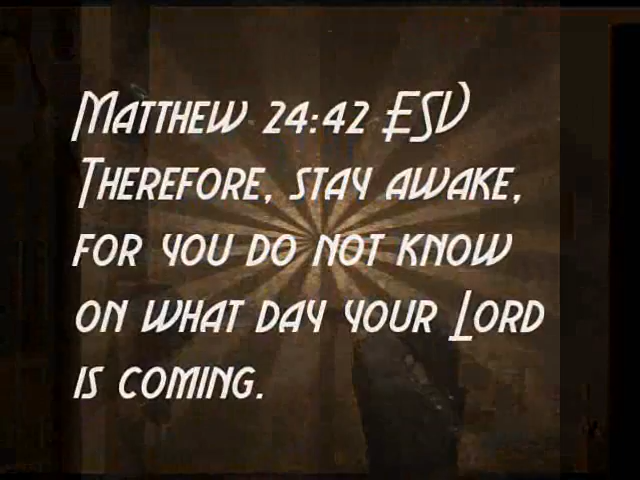 Matthew 24:42 ESV
Therefore, stay awake,
for you do not know
on what day your Lord
is coming.